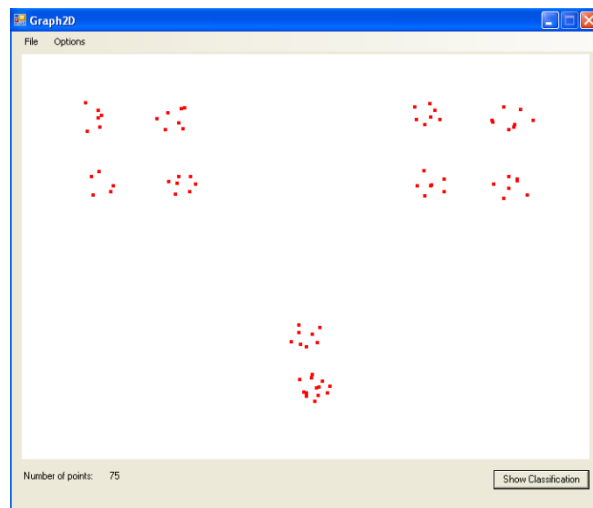 Graph2D
File Options
Number of points: 75
Show Classification